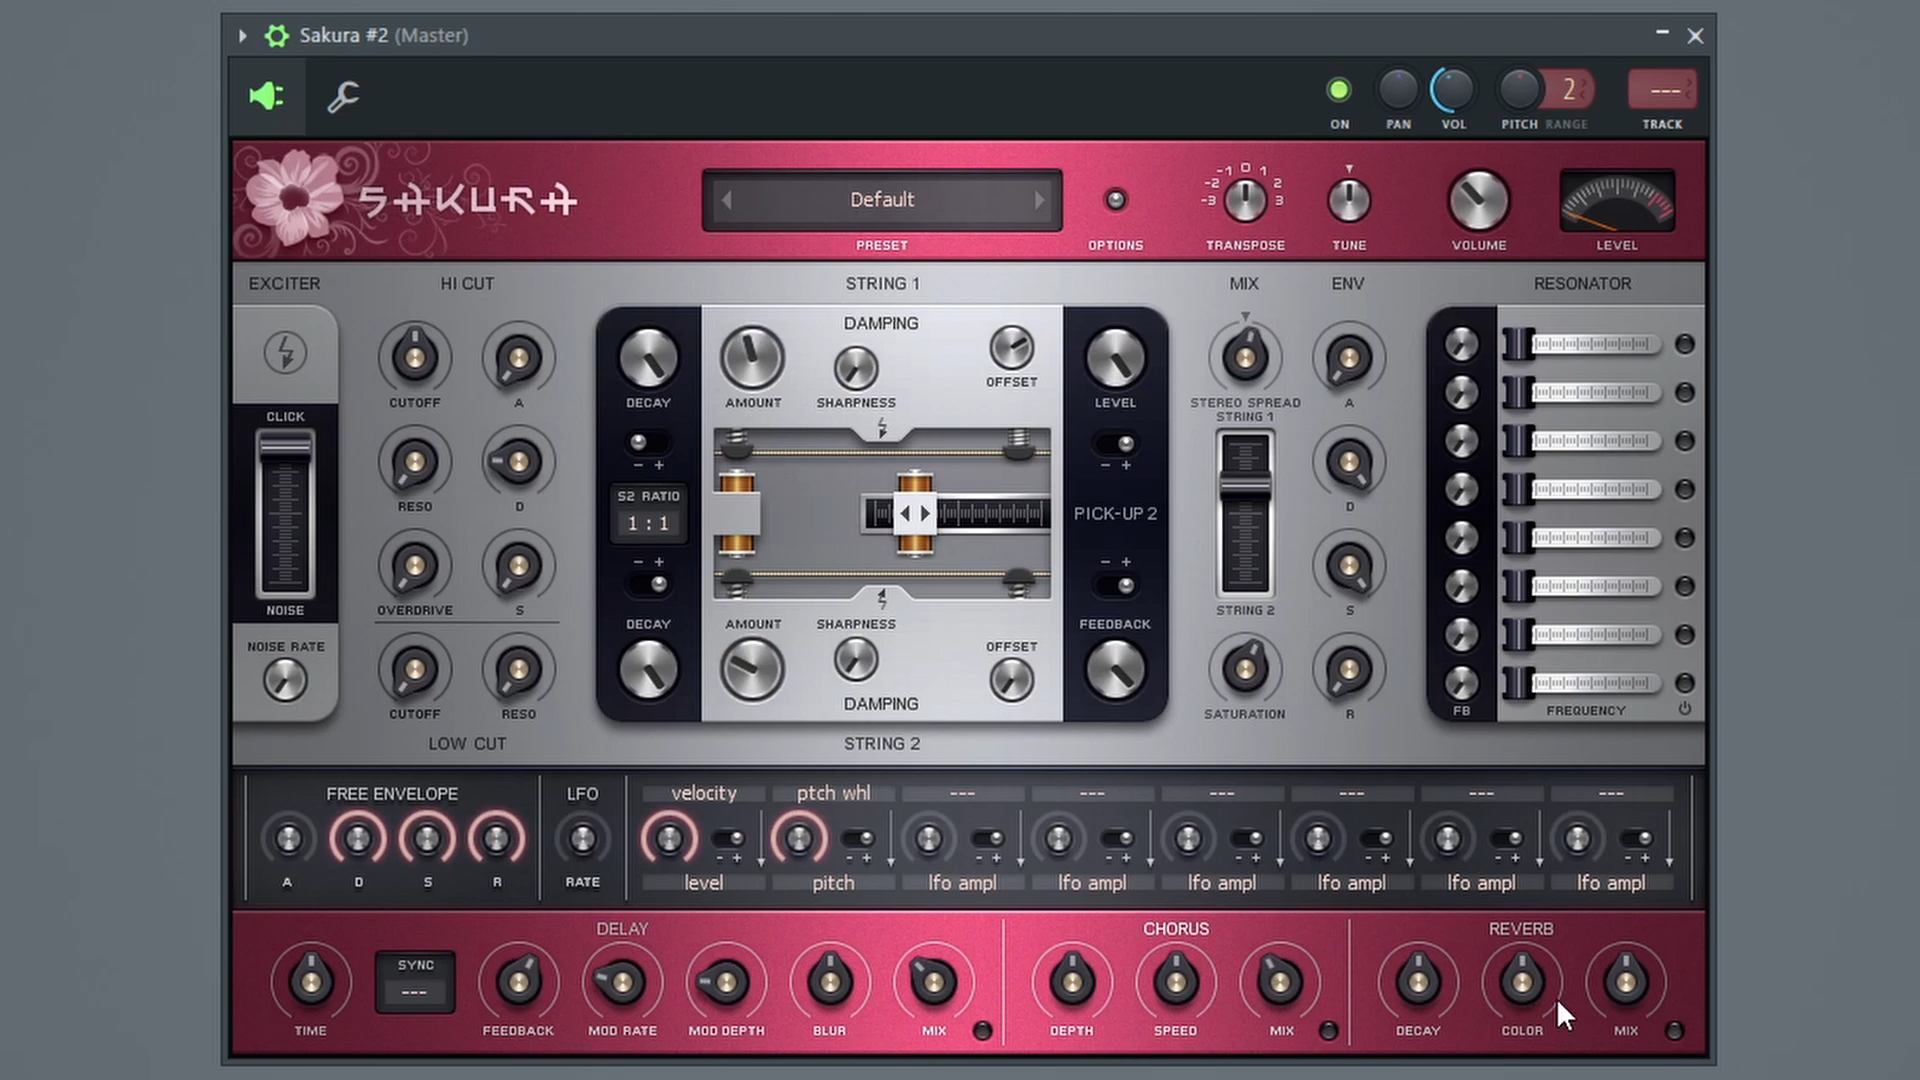 Sakura #2 (Master)
2
---
ON PAN VOL PITCH RANGE TRACK
SAKURA
Default
PRESET
OPTIONS
-3 -2 -1 0 1 2 3
TRANSPOSE
TUNE
VOLUME
LEVEL
EXCITER
HI CUT
STRING 1
MIX
ENV
RESONATOR
CLICK
NOISE
NOISE RATE
CUTOFF
A
RESO
D
OVERDRIVE
S
CUTOFF
RESO
LOW CUT
DECAY
- +
S2 RATIO
1 : 1
- +
DECAY
DAMPING
AMOUNT
SHARPNESS
OFFSET
AMOUNT
SHARPNESS
OFFSET
DAMPING
STRING 2
LEVEL
- +
PICK-UP 2
- +
FEEDBACK
STEREO SPREAD
STRING 1
STRING 2
SATURATION
A
D
S
R
FB
FREQUENCY
FREE ENVELOPE
A D S R
LFO
RATE
velocity
- +
level
ptch whl
- +
pitch
---
- +
lfo ampl
---
- +
lfo ampl
---
- +
lfo ampl
---
- +
lfo ampl
---
- +
lfo ampl
---
- +
lfo ampl
DELAY
TIME
SYNC
---
FEEDBACK
MOD RATE
MOD DEPTH
BLUR
MIX
CHORUS
DEPTH
SPEED
MIX
REVERB
DECAY
COLOR
MIX